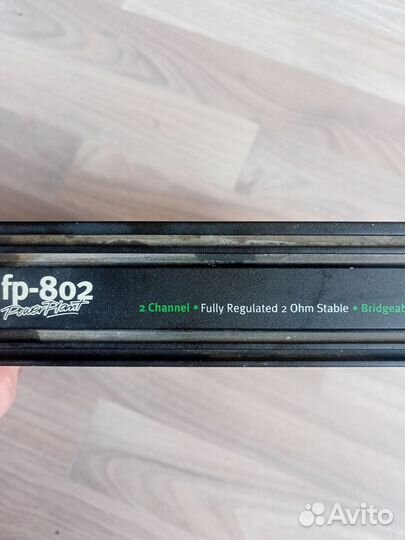 fp-802
PowerPlant
2 Channel • Fully Regulated 2 Ohm Stable • Bridgeab
Avito